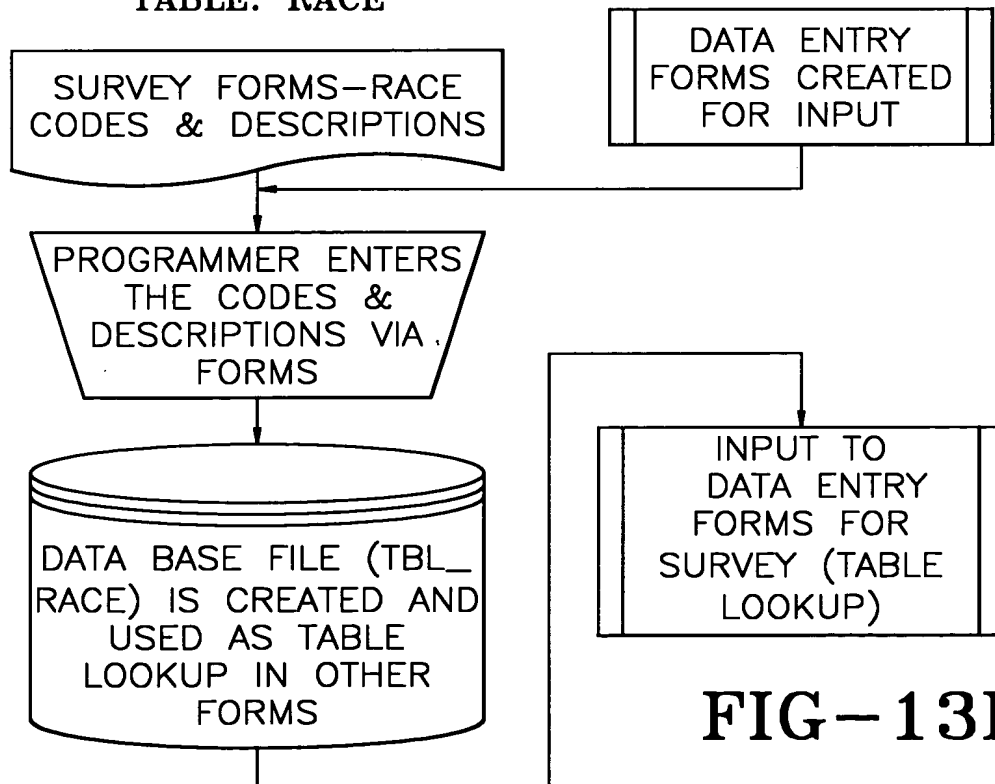 TABLE: RACE
SURVEY FORMS-RACE
CODES & DESCRIPTIONS
DATA ENTRY
FORMS CREATED
FOR INPUT
PROGRAMMER ENTERS
THE CODES &
DESCRIPTIONS VIA
FORMS
DATA BASE FILE (TBL_
RACE) IS CREATED AND
USED AS TABLE
LOOKUP IN OTHER
FORMS
INPUT TO
DATA ENTRY
FORMS FOR
SURVEY (TABLE
LOOKUP)